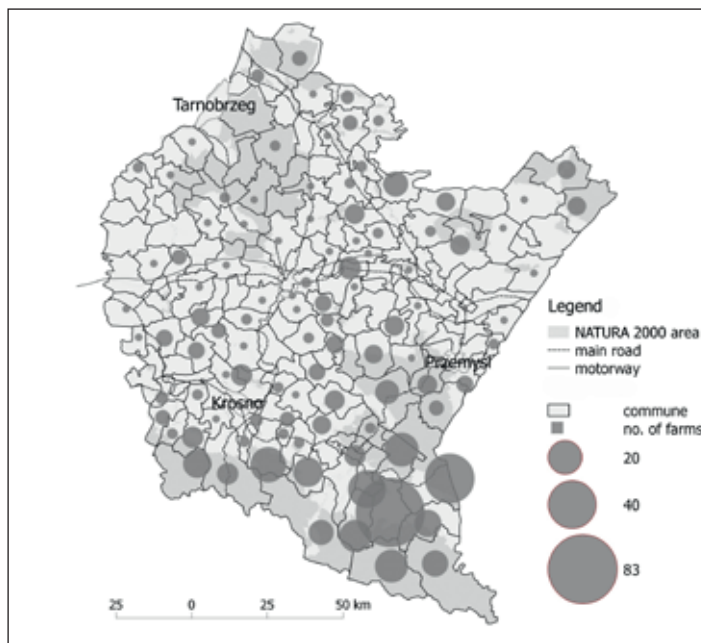 Tarnobrzeg
Legend
NATURA 2000 area
main road
motorway
Przemyśl
commune
Krosno
no. of farms
20
40
83
25 0 25 50 km